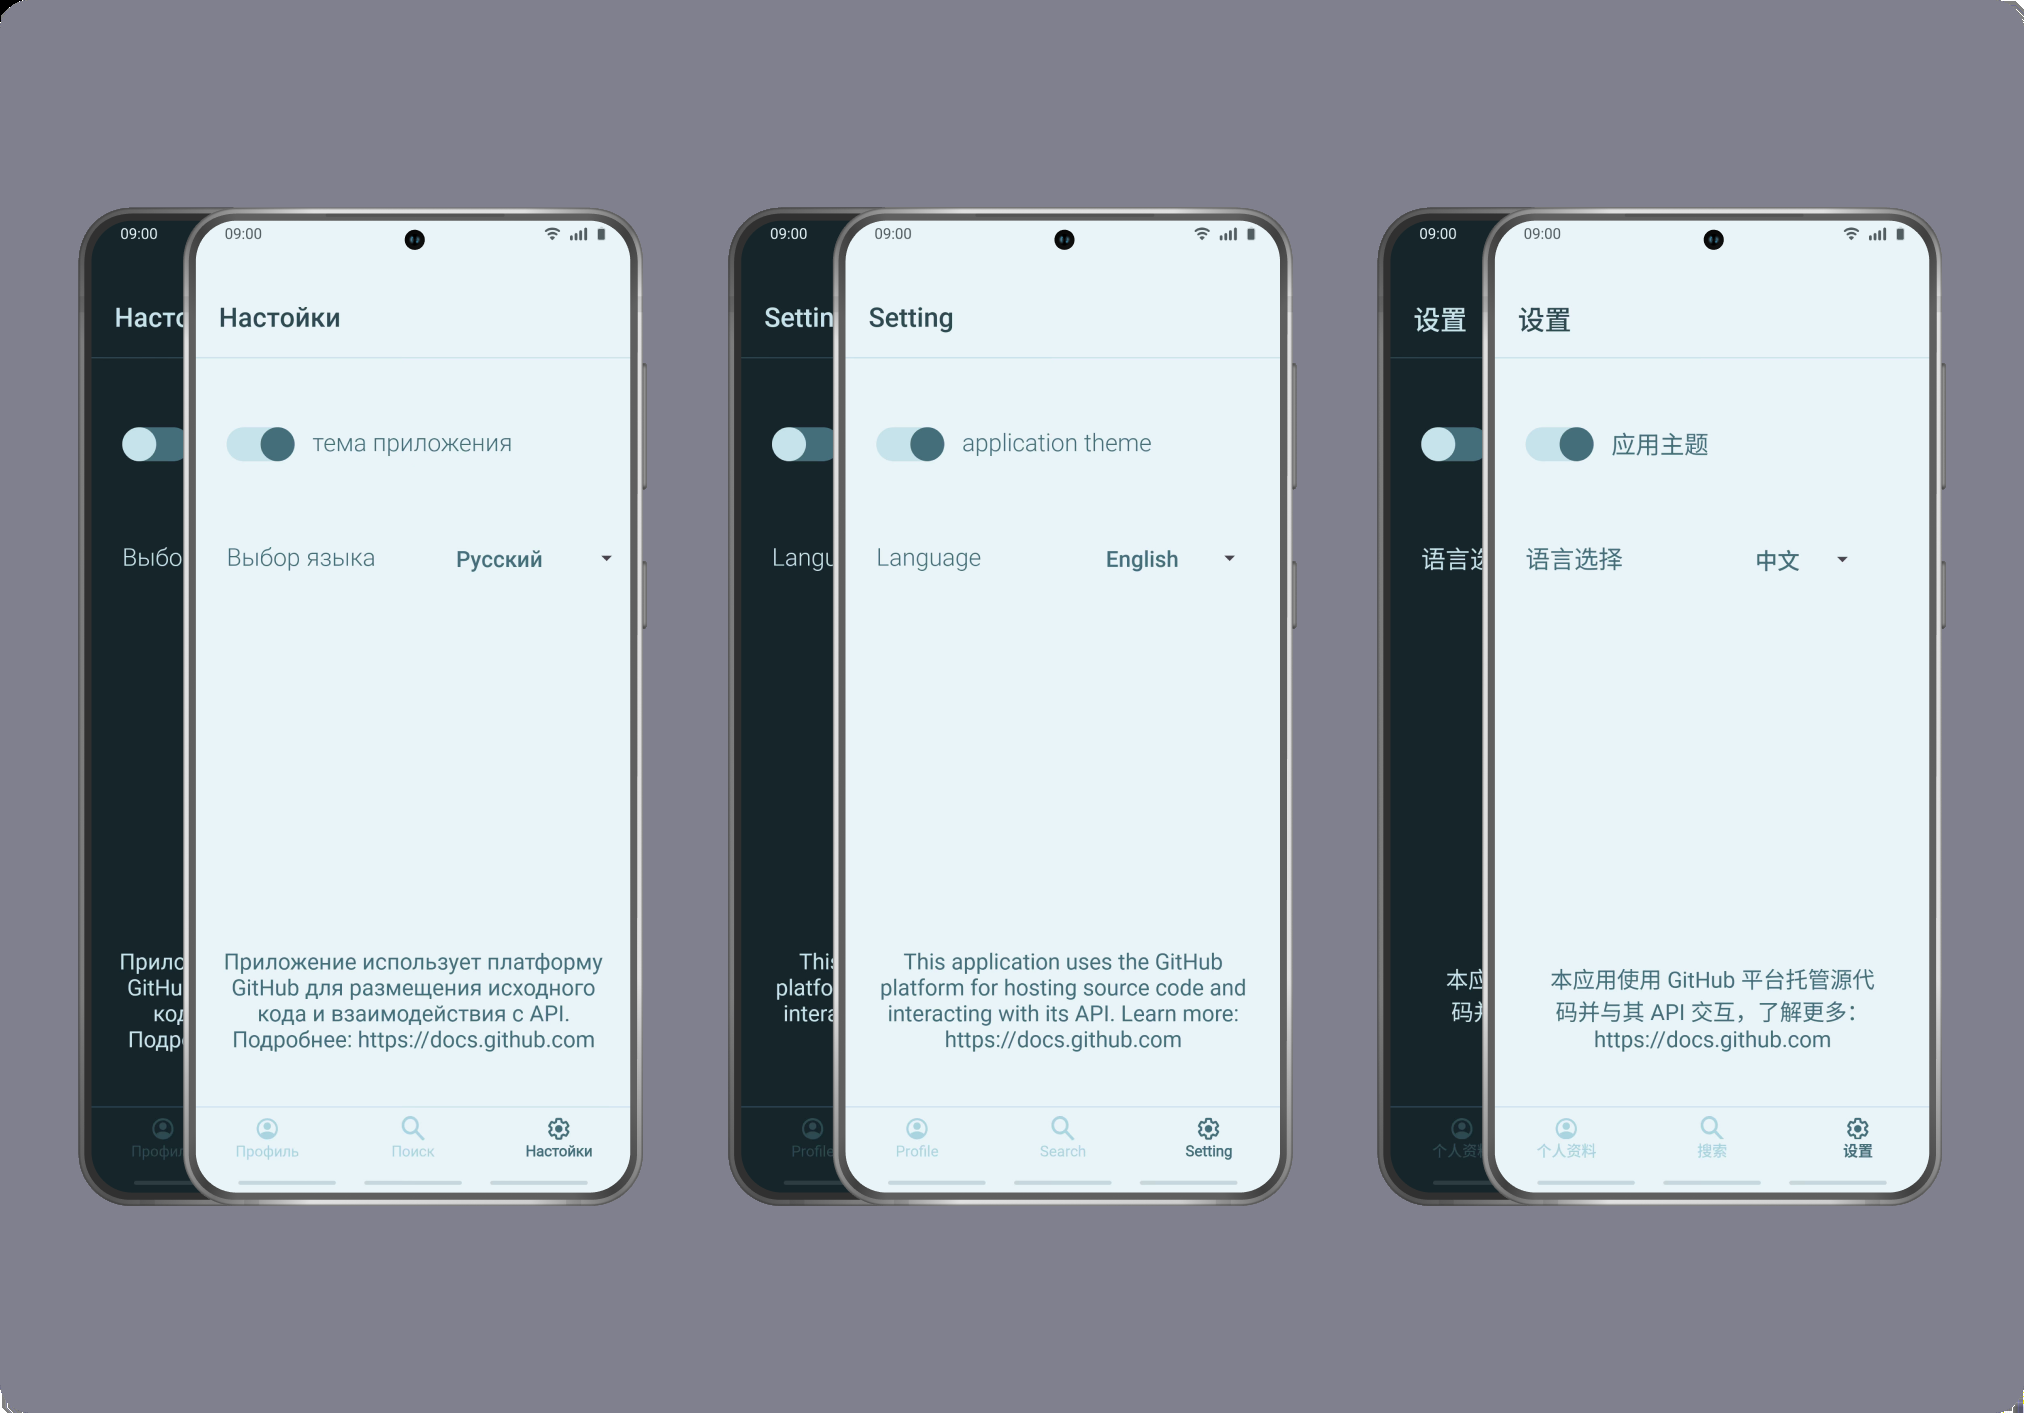 09:00
Насто
Выбо
Прило
GitHu
код
Подр
Профил
09:00
Настойки
тема приложения
Выбор языка Русский
Приложение использует платформу
GitHub для размещения исходного
кода и взаимодействия с API.
Подробнее: https://docs.github.com
Профиль Поиск Настойки
09:00
Settin
Langu
This
platfo
intera
Profile
09:00
Setting
application theme
Language English
This application uses the GitHub
platform for hosting source code and
interacting with its API. Learn more:
https://docs.github.com
Profile Search Setting
09:00
设置
语言选
本应
码并
个人资料
09:00
设置
应用主题
语言选择 中文
本应用使用 GitHub 平台托管源代
码并与其 API 交互，了解更多：
https://docs.github.com
个人资料 搜索 设置